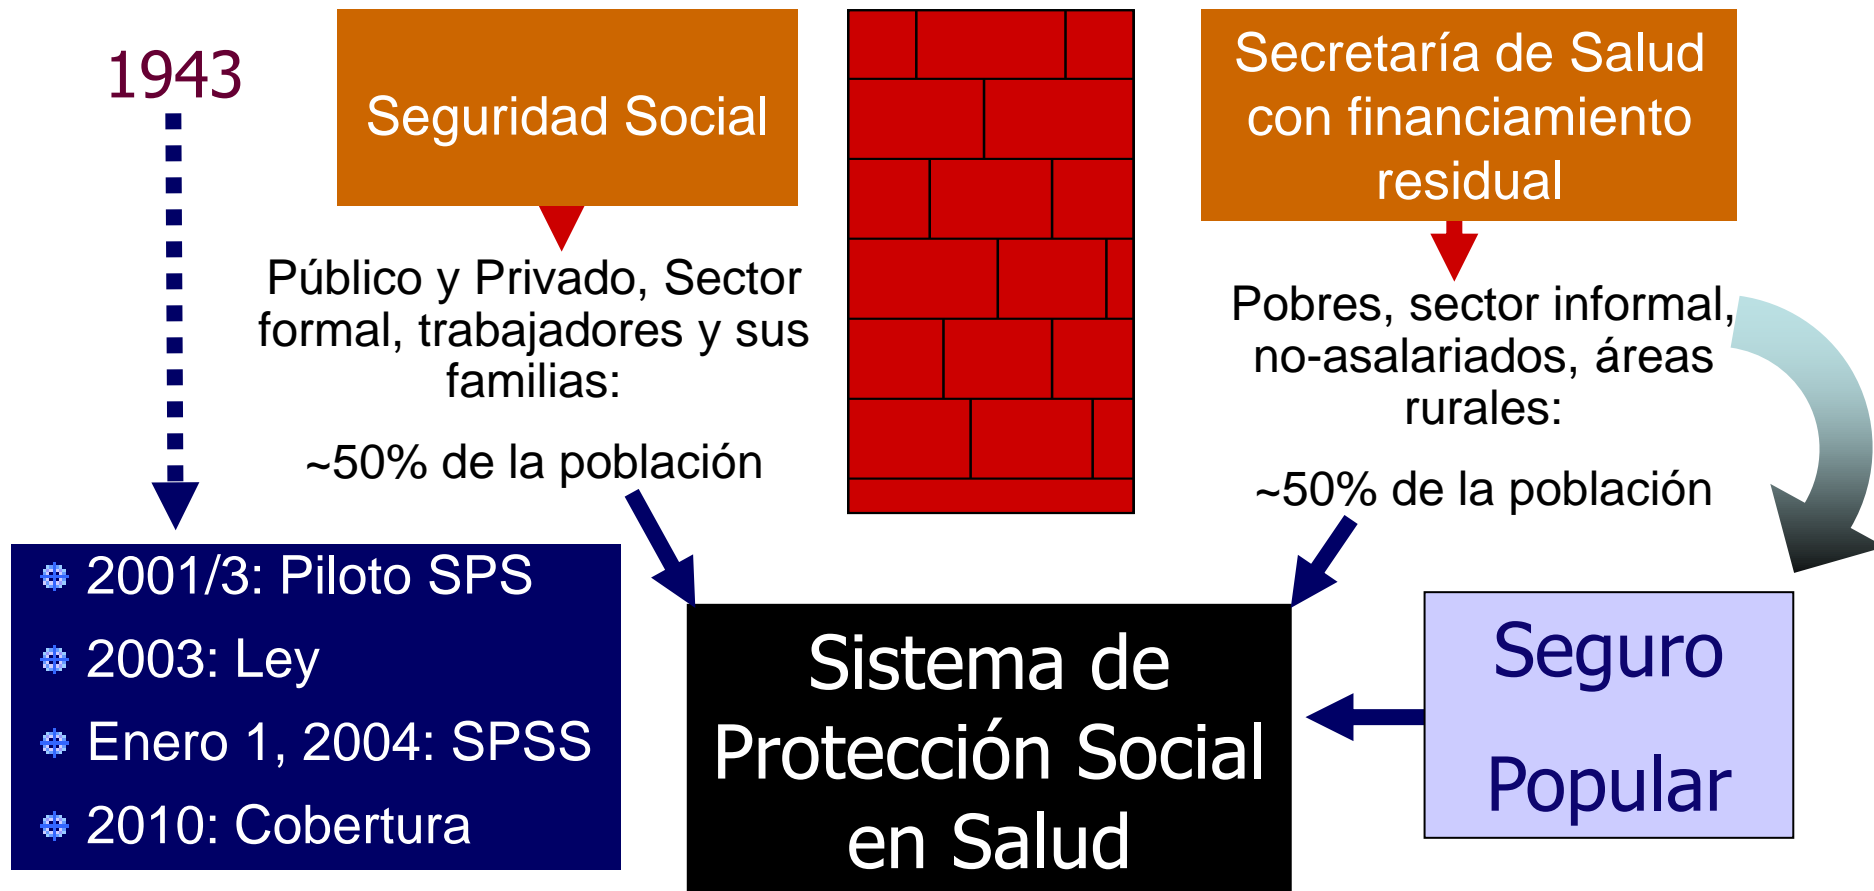 1943
Seguridad Social
Público y Privado, Sector
formal, trabajadores y sus
familias:
~50% de la población
Secretaría de Salud
con financiamiento
residual
Pobres, sector informal,
no-asalariados, áreas
rurales:
~50% de la población
2001/3: Piloto SPS
2003: Ley
Enero 1, 2004: SPSS
2010: Cobertura
Sistema de
Protección Social
en Salud
Seguro
Popular